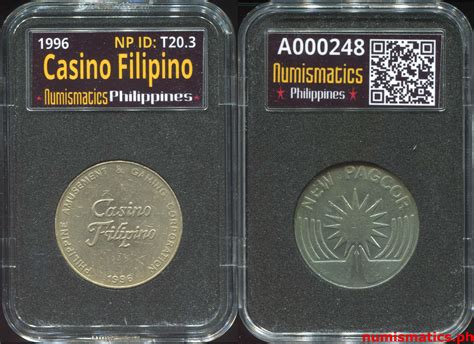 1996 NP ID: T20.3
Casino Filipino
Numismatics Philippines
PHILIPPINE AMUSEMENT & GAMING CORPORATION
Casino
Filipino
1996
A000248
Numismatics
Philippines
NEW PAGCOR
numismatics.ph